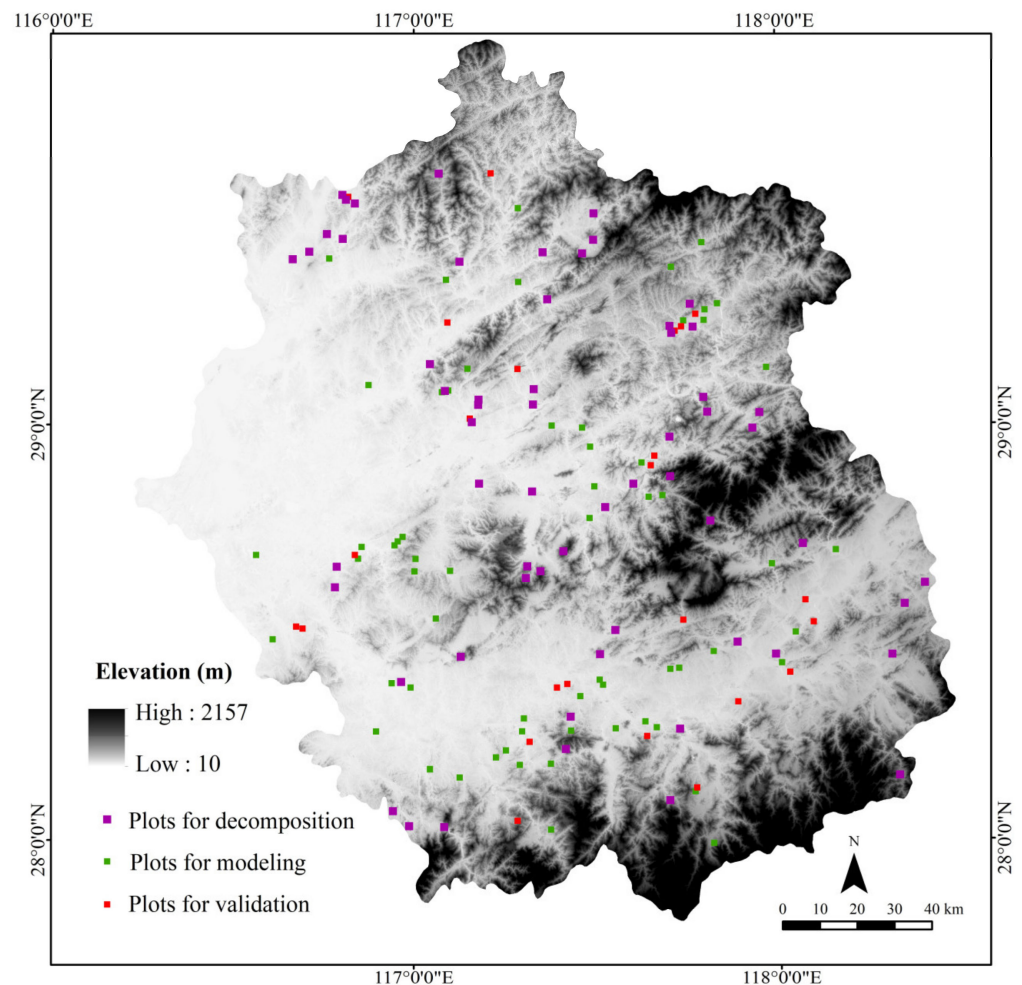 116°0'0"E 117°0'0"E 118°0'0"E
29°0'0"N 29°0'0"N
Elevation (m)
High : 2157
Low : 10
28°0'0"N 28°0'0"N
Plots for decomposition
Plots for modeling
Plots for validation
N
0 10 20 30 40 km
117°0'0"E 118°0'0"E